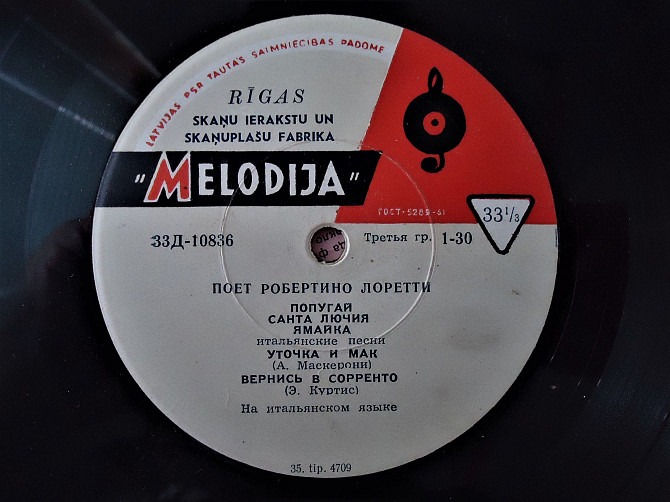 LATVIJAS PSR TAUTAS SAIMNIECĪBAS PADOME
RĪGAS
SKAŅU IERAKSTU UN
SKAŅUPLAŠU FABRIKA
"MELODIJA"
ГОСТ-5289-61
33 1/3
33Д-10836
Третья гр. 1-30
ПОЕТ РОБЕРТИНО ЛОРЕТТИ
ПОПУГАЙ
САНТА ЛЮЧИЯ
ЯМАЙКА
итальянские песни
УТОЧКА И МАК
(А. Маскерони)
ВЕРНИСЬ В СОРРЕНТО
(Э. Куртис)
На итальянском языке
35. tip. 4709